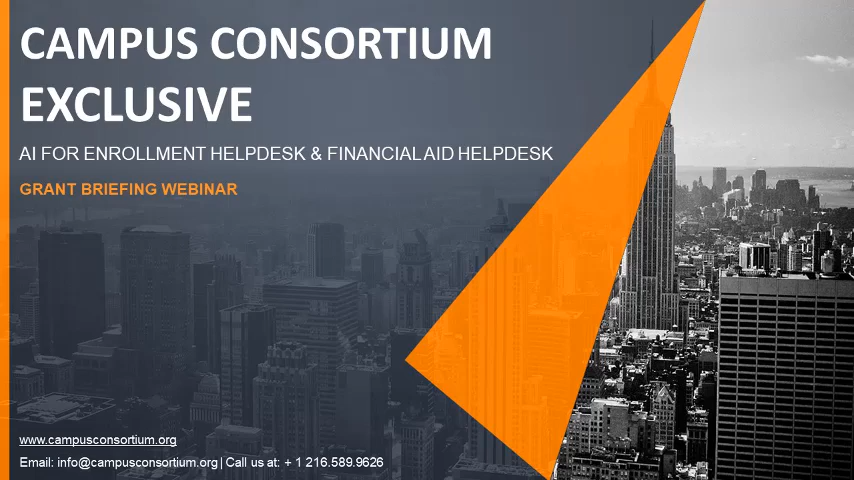 CAMPUS CONSORTIUM
EXCLUSIVE
AI FOR ENROLLMENT HELPDESK & FINANCIAL AID HELPDESK
GRANT BRIEFING WEBINAR
www.campusconsortium.org
Email: info@campusconsortium.org | Call us at: + 1 216.589.9626